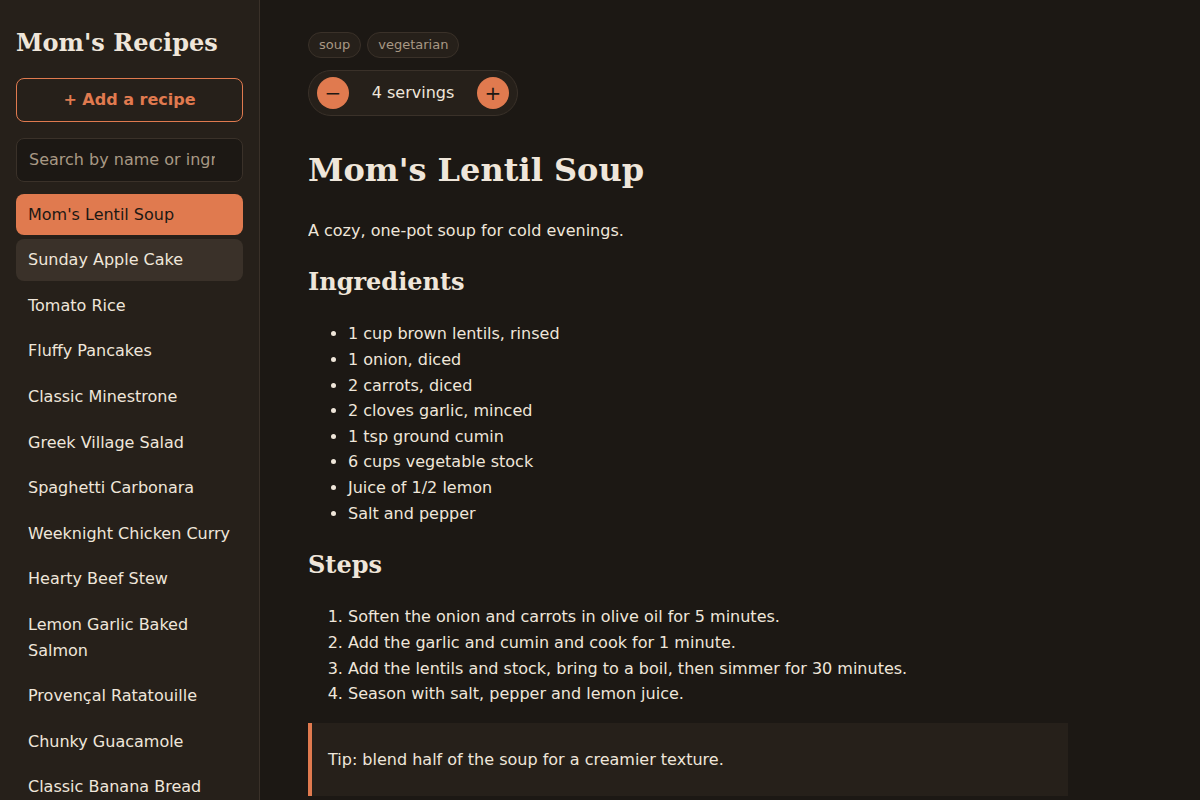 Mom's Recipes
+ Add a recipe
Search by name or ingr
Mom's Lentil Soup
Sunday Apple Cake
Tomato Rice
Fluffy Pancakes
Classic Minestrone
Greek Village Salad
Spaghetti Carbonara
Weeknight Chicken Curry
Hearty Beef Stew
Lemon Garlic Baked
Salmon
Provençal Ratatouille
Chunky Guacamole
Classic Banana Bread
soup vegetarian
− 4 servings +
Mom's Lentil Soup
A cozy, one-pot soup for cold evenings.
Ingredients
• 1 cup brown lentils, rinsed
• 1 onion, diced
• 2 carrots, diced
• 2 cloves garlic, minced
• 1 tsp ground cumin
• 6 cups vegetable stock
• Juice of 1/2 lemon
• Salt and pepper
Steps
1. Soften the onion and carrots in olive oil for 5 minutes.
2. Add the garlic and cumin and cook for 1 minute.
3. Add the lentils and stock, bring to a boil, then simmer for 30 minutes.
4. Season with salt, pepper and lemon juice.
Tip: blend half of the soup for a creamier texture.